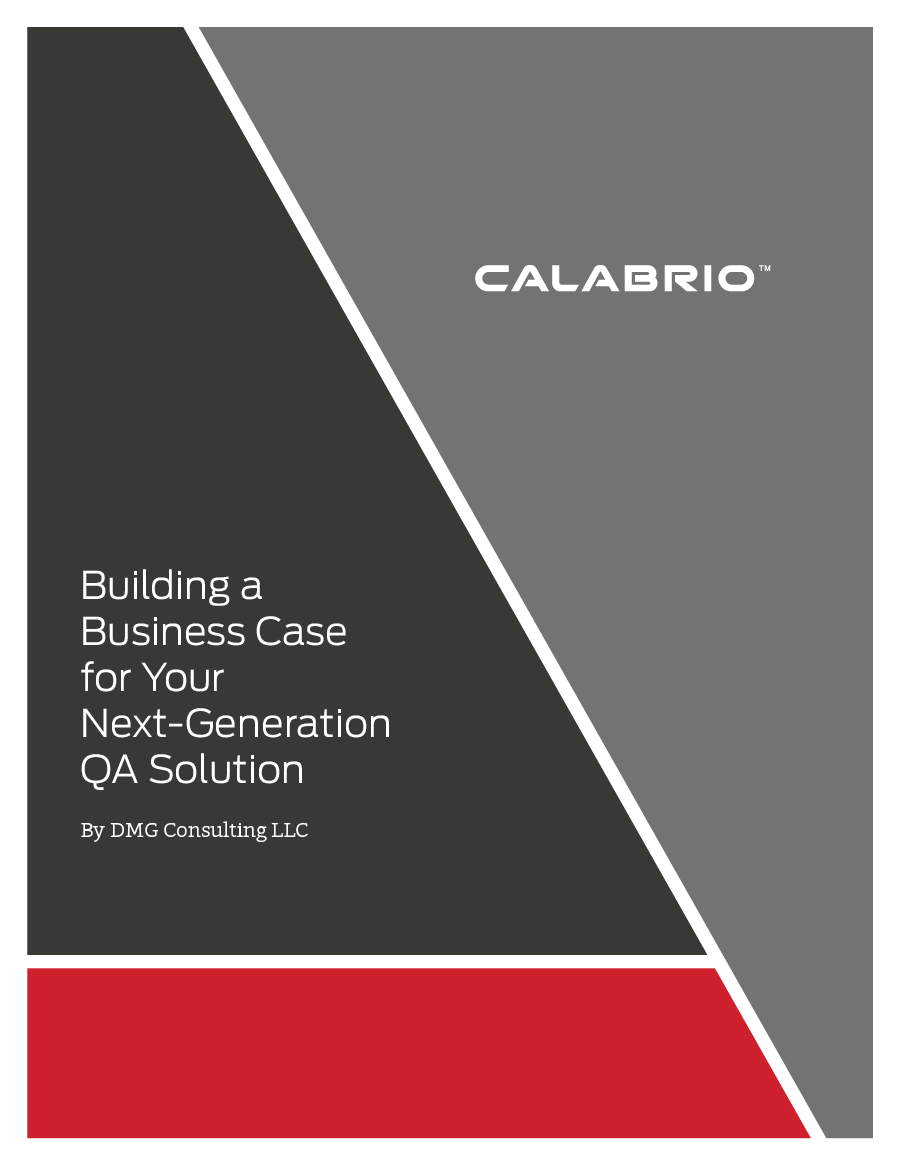 CALABRIO™
Building a
Business Case
for Your
Next-Generation
QA Solution
By DMG Consulting LLC